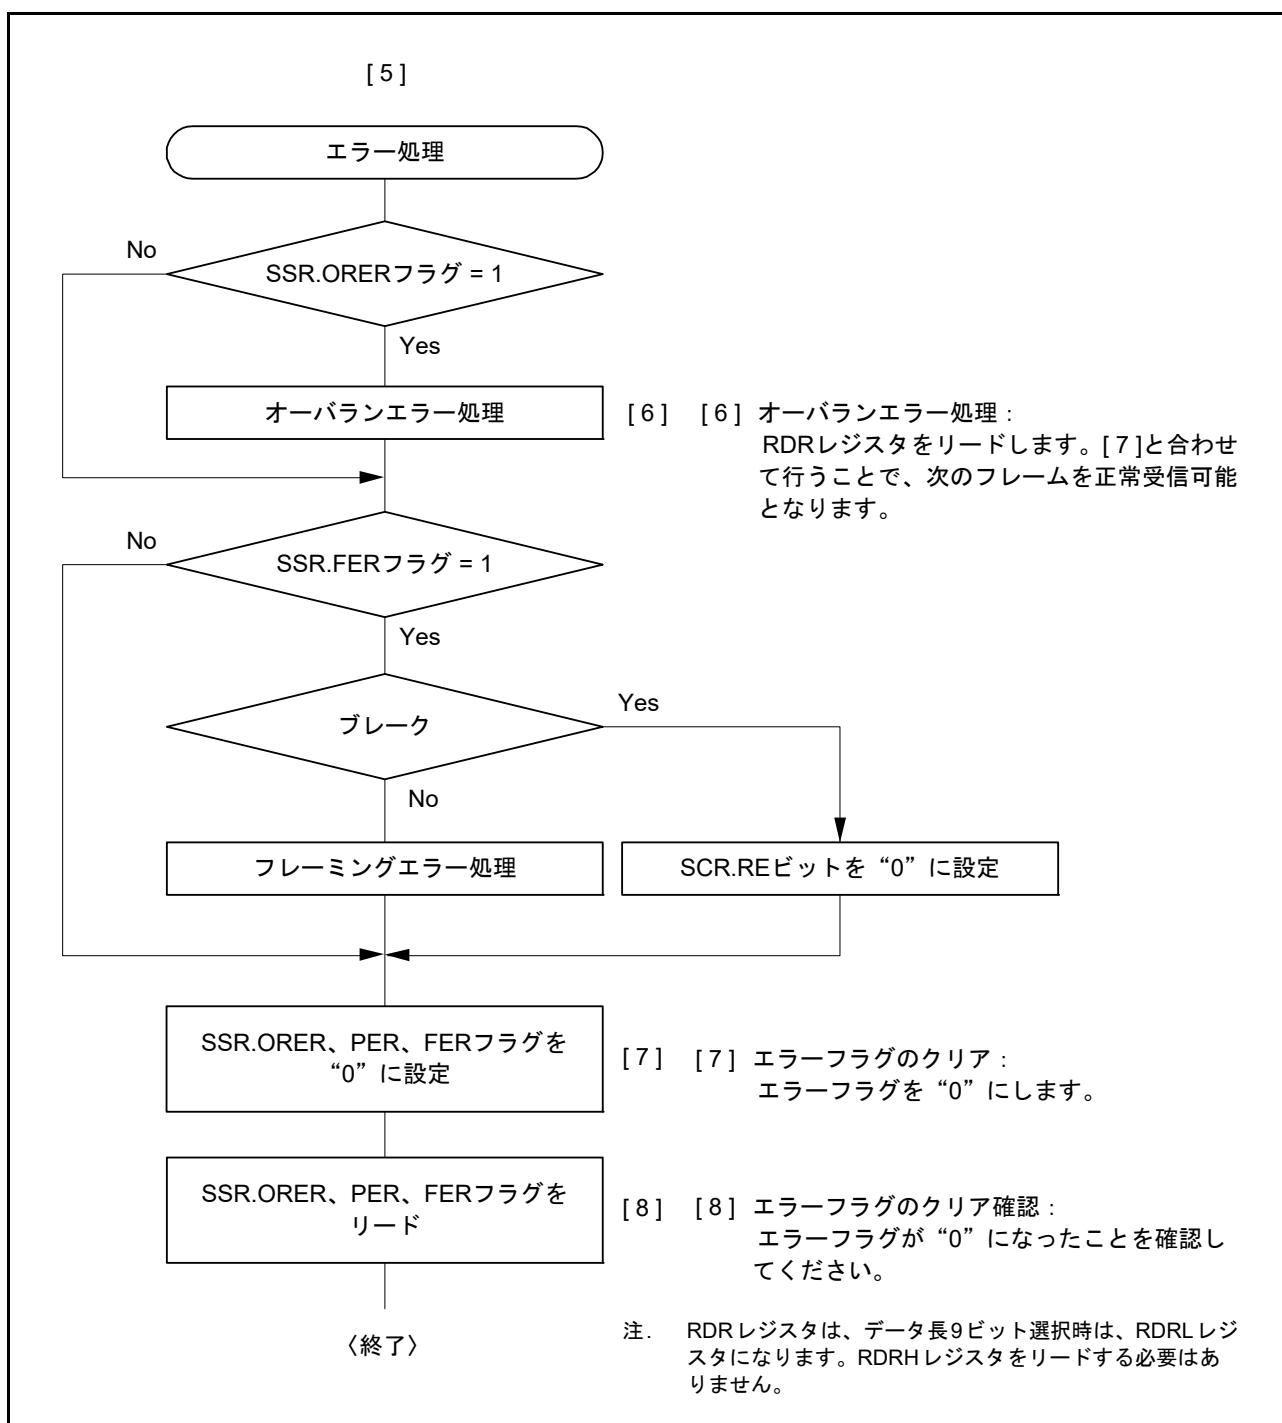 [ 5 ]
エラー処理
No
SSR.ORERフラグ = 1
Yes
オーバランエラー処理
[ 6 ]
[ 6 ] オーバランエラー処理 :
RDRレジスタをリードします。[ 7 ]と合わせ
て行うことで、次のフレームを正常受信可能
となります。
No
SSR.FERフラグ = 1
Yes
ブレーク
Yes
No
フレーミングエラー処理
SCR.REビットを“0”に設定
SSR.ORER、PER、FERフラグを
“0”に設定
[ 7 ]
[ 7 ] エラーフラグのクリア :
エラーフラグを“0”にします。
SSR.ORER、PER、FERフラグを
リード
[ 8 ]
[ 8 ] エラーフラグのクリア確認 :
エラーフラグが“0”になったことを確認し
てください。
〈終了〉
注. RDRレジスタは、データ長9ビット選択時は、RDRLレジ
スタになります。RDRHレジスタをリードする必要はあ
りません。